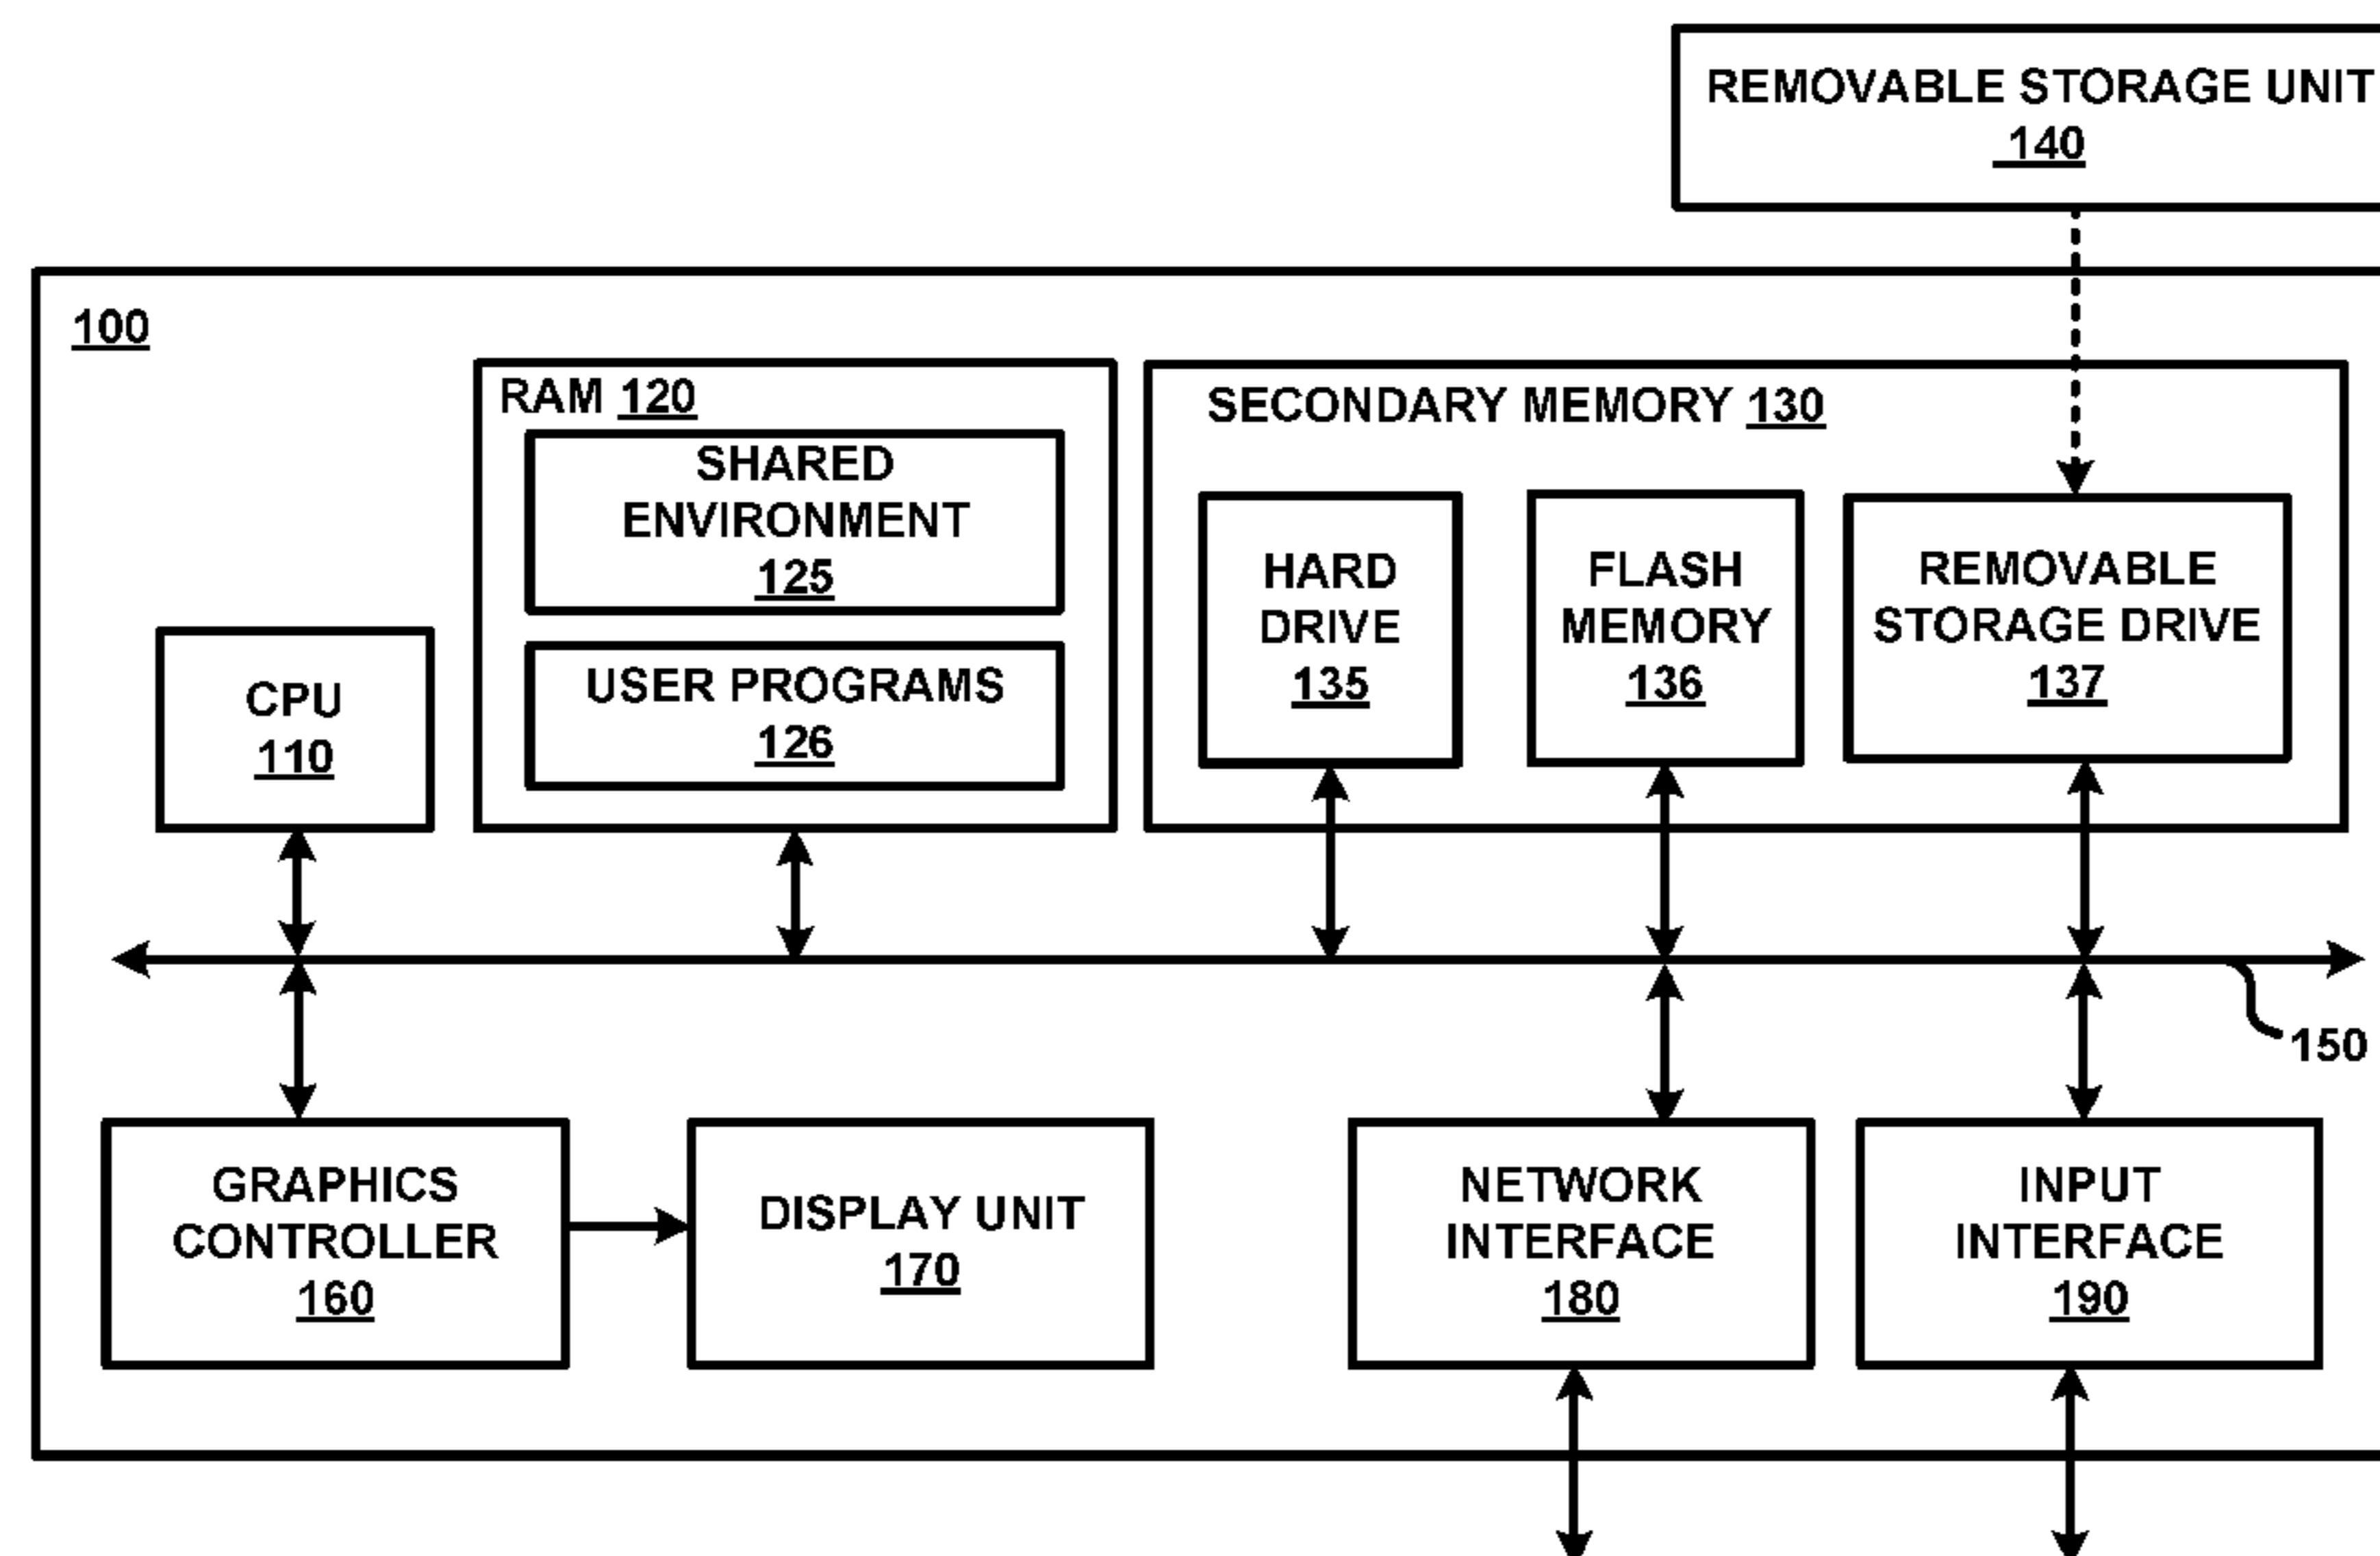 REMOVABLE STORAGE UNIT
140
100
RAM 120
SHARED
ENVIRONMENT
125
USER PROGRAMS
126
CPU
110
SECONDARY MEMORY 130
HARD
DRIVE
135
FLASH
MEMORY
136
REMOVABLE
STORAGE DRIVE
137
150
GRAPHICS
CONTROLLER
160
DISPLAY UNIT
170
NETWORK
INTERFACE
180
INPUT
INTERFACE
190